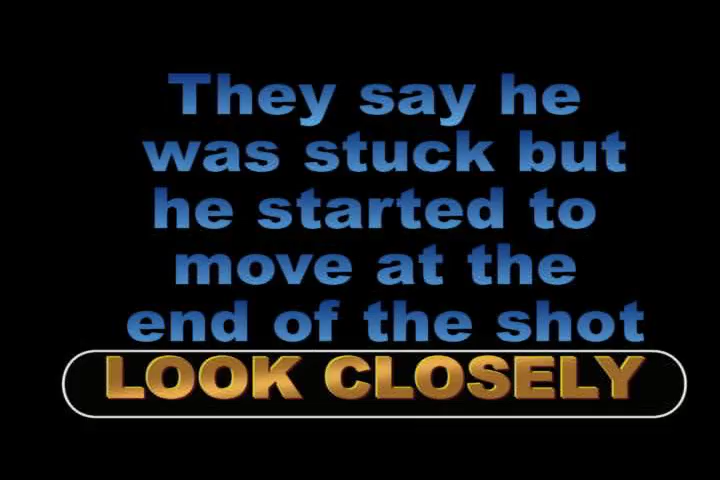 They say he
was stuck but
he started to
move at the
end of the shot
LOOK CLOSELY